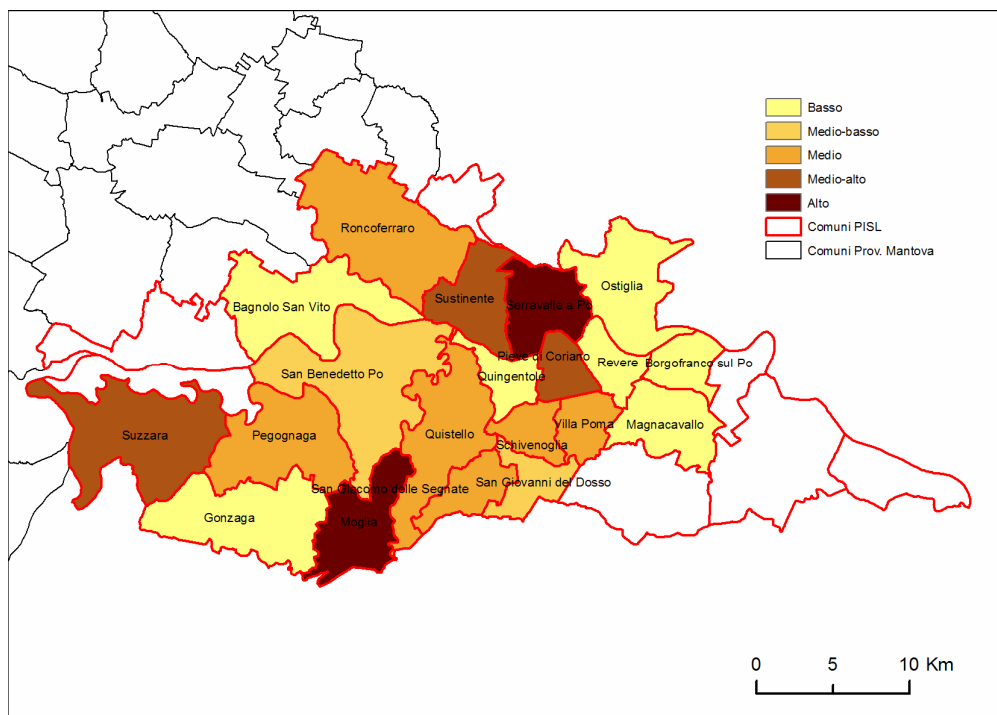 Basso
Medio-basso
Medio
Medio-alto
Alto
Comuni PISL
Comuni Prov. Mantova
Roncoferraro
Ostiglia
Sustinente
Serravalle a Po
Bagnolo San Vito
Pieve di Coriano
Revere
Borgofranco sul Po
San Benedetto Po
Quingentole
Suzzara
Pegognaga
Quistello
Villa Poma
Magnacavallo
Schivenoglia
San Giacomo delle Segnate
San Giovanni del Dosso
Gonzaga
Moglia
0 5 10 Km